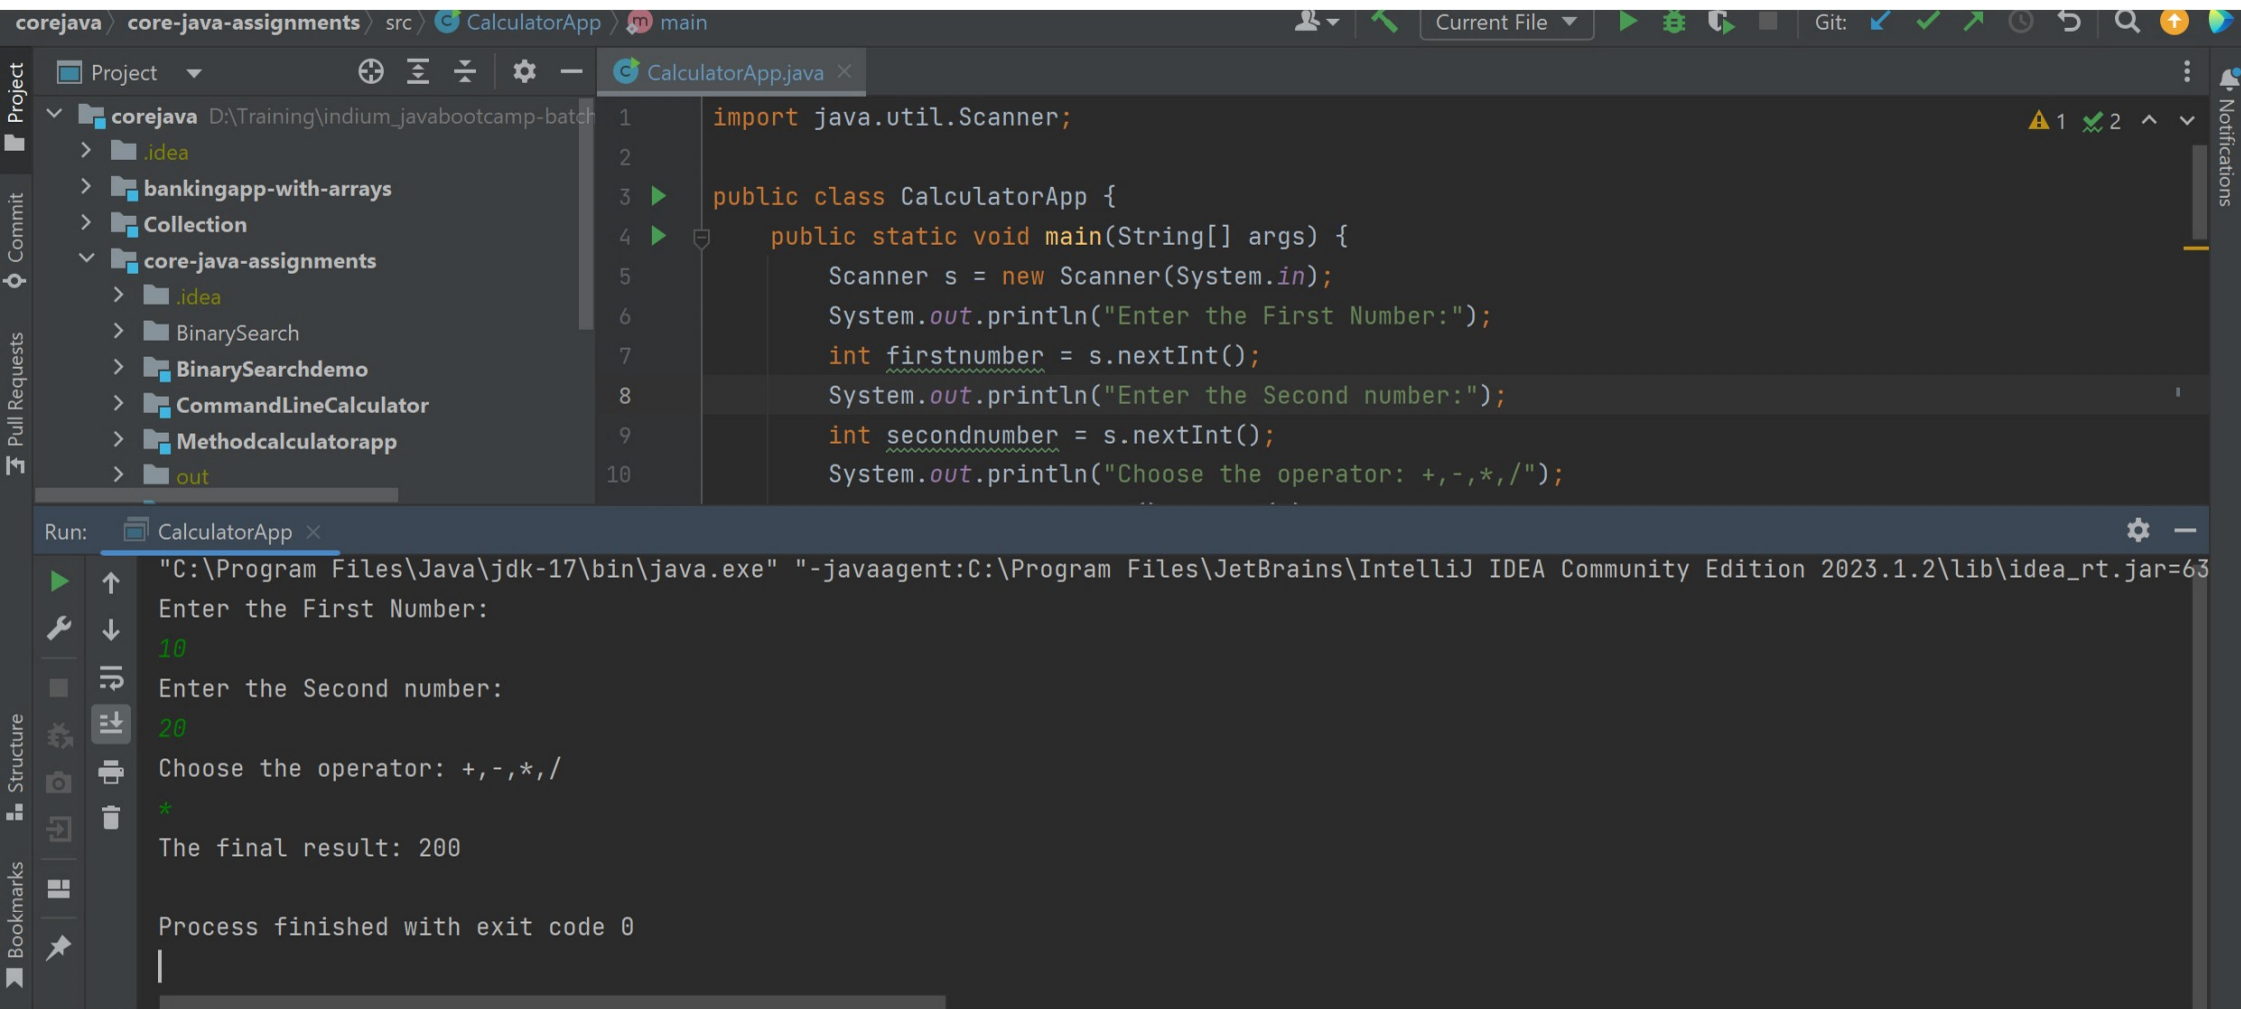 corejava core-java-assignments src CalculatorApp main
Current File Git:
Project
CalculatorApp.java
corejava D:\Training\indium_javabootcamp-batch
.idea
bankingapp-with-arrays
Collection
core-java-assignments
.idea
BinarySearch
BinarySearchdemo
CommandLineCalculator
Methodcalculatorapp
out
1 import java.util.Scanner;
2
3 public class CalculatorApp {
4 public static void main(String[] args) {
5 Scanner s = new Scanner(System.in);
6 System.out.println("Enter the First Number:");
7 int firstnumber = s.nextInt();
8 System.out.println("Enter the Second number:");
9 int secondnumber = s.nextInt();
10 System.out.println("Choose the operator: +,-,*,/");
1 2
Project
Commit
Pull Requests
Structure
Bookmarks
Notifications
Run: CalculatorApp
"C:\Program Files\Java\jdk-17\bin\java.exe" "-javaagent:C:\Program Files\JetBrains\IntelliJ IDEA Community Edition 2023.1.2\lib\idea_rt.jar=63
Enter the First Number:
10
Enter the Second number:
20
Choose the operator: +,-,*,/
*
The final result: 200
Process finished with exit code 0